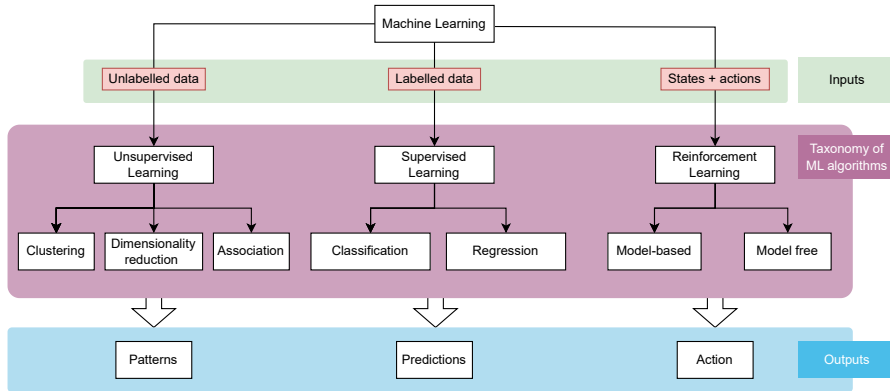 Machine Learning
Unlabelled data
Labelled data
States + actions
Inputs
Unsupervised
Learning
Supervised
Learning
Reinforcement
Learning
Taxonomy of
ML algorithms
Clustering
Dimensionality
reduction
Association
Classification
Regression
Model-based
Model free
Patterns
Predictions
Action
Outputs